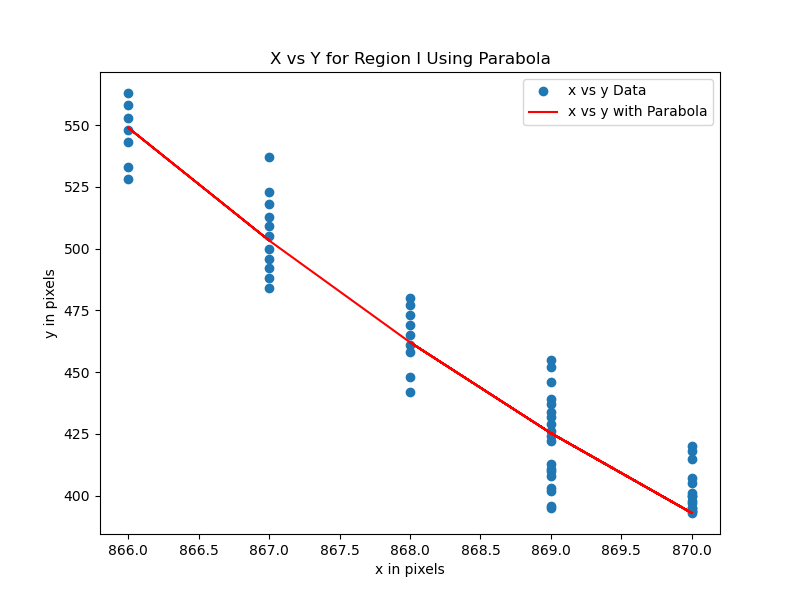 X vs Y for Region I Using Parabola
x vs y Data
x vs y with Parabola
y in pixels
550
525
500
475
450
425
400
866.0 866.5 867.0 867.5 868.0 868.5 869.0 869.5 870.0
x in pixels